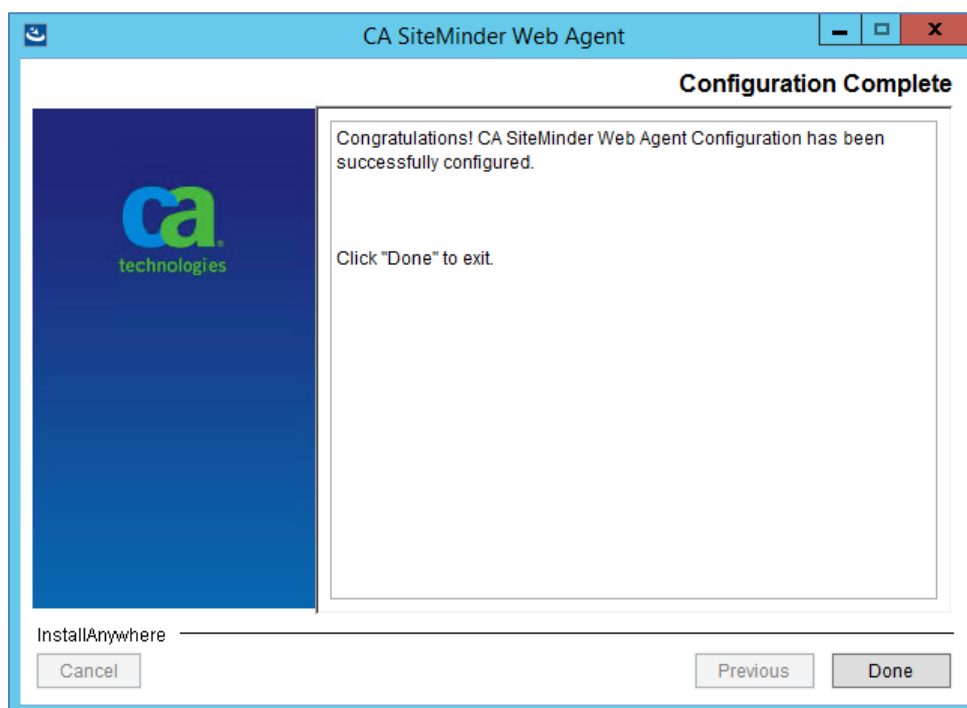 CA SiteMinder Web Agent
Configuration Complete
ca
technologies
Congratulations! CA SiteMinder Web Agent Configuration has been
successfully configured.
Click "Done" to exit.
InstallAnywhere
Cancel
Previous
Done